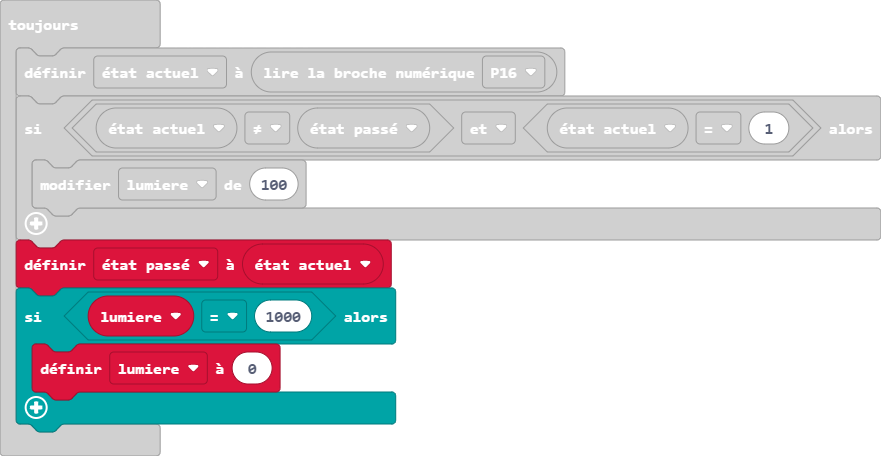 toujours
définir état actuel à lire la broche numérique P16
si état actuel ≠ état passé et état actuel = 1 alors
modifier lumiere de 100
définir état passé à état actuel
si lumiere = 1000 alors
définir lumiere à 0